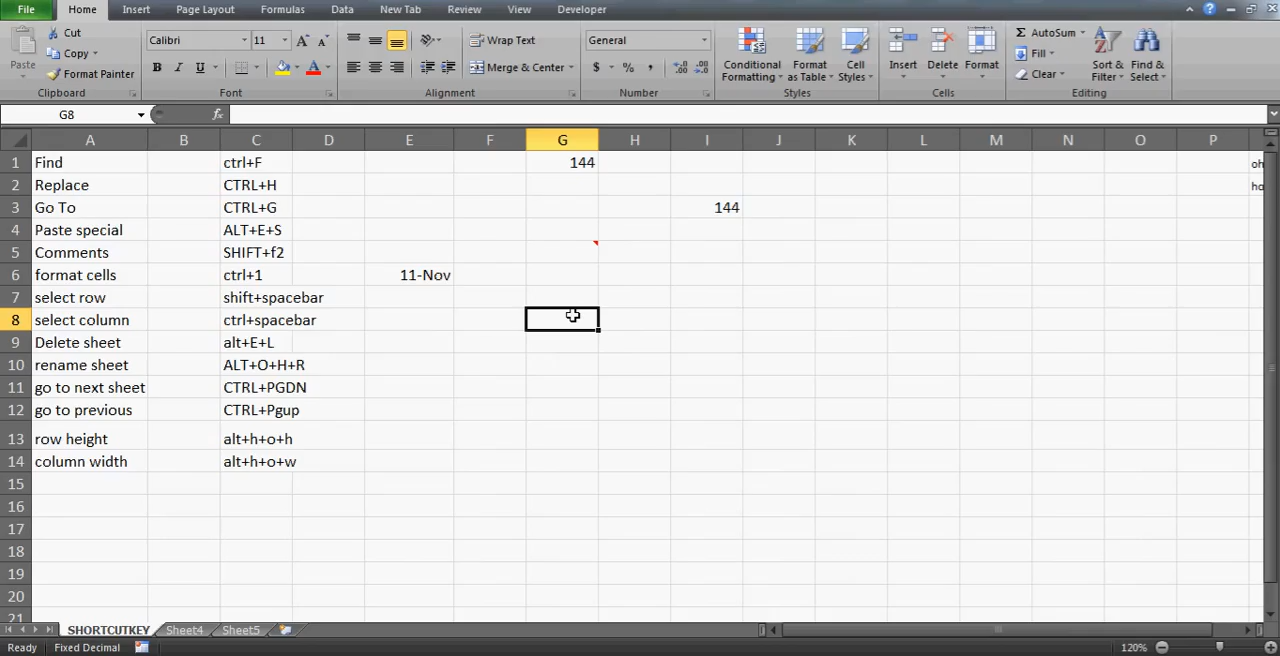 File Home Insert Page Layout Formulas Data New Tab Review View Developer
Cut
Copy
Format Painter
Paste
Clipboard
Calibri 11 A A
B I U A
Font
Wrap Text
Merge & Center
Alignment
General
$ % ,
Number
Conditional Formatting
Format as Table
Cell Styles
Styles
Insert Delete Format
Cells
AutoSum
Fill
Clear
Sort & Filter
Find & Select
Editing
G8 fx
A B C D E F G H I J K L M N O P
1 Find ctrl+F 144 oh
2 Replace CTRL+H ha
3 Go To CTRL+G 144
4 Paste special ALT+E+S
5 Comments SHIFT+f2
6 format cells ctrl+1 11-Nov
7 select row shift+spacebar
8 select column ctrl+spacebar
9 Delete sheet alt+E+L
10 rename sheet ALT+O+H+R
11 go to next sheet CTRL+PGDN
12 go to previous CTRL+Pgup
13 row height alt+h+o+h
14 column width alt+h+o+w
15
16
17
18
19
20
21
SHORTCUTKEY Sheet4 Sheet5
Ready Fixed Decimal 120%